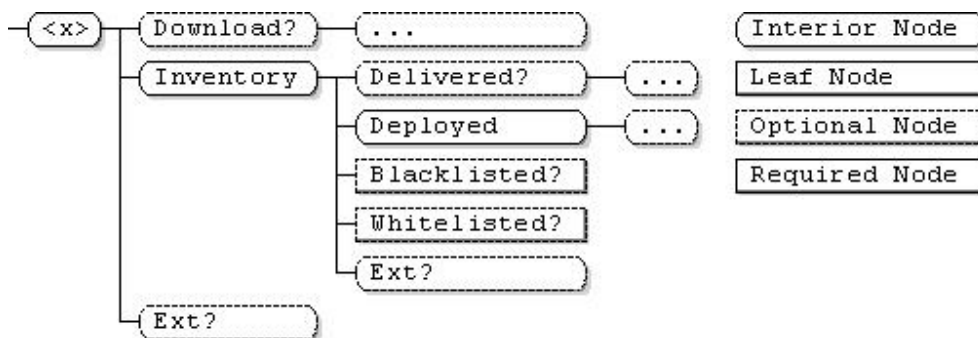 <x> Download? ... Interior Node
Inventory Delivered? ... Leaf Node
Deployed ... Optional Node
Blacklisted? Required Node
Whitelisted?
Ext?
Ext?